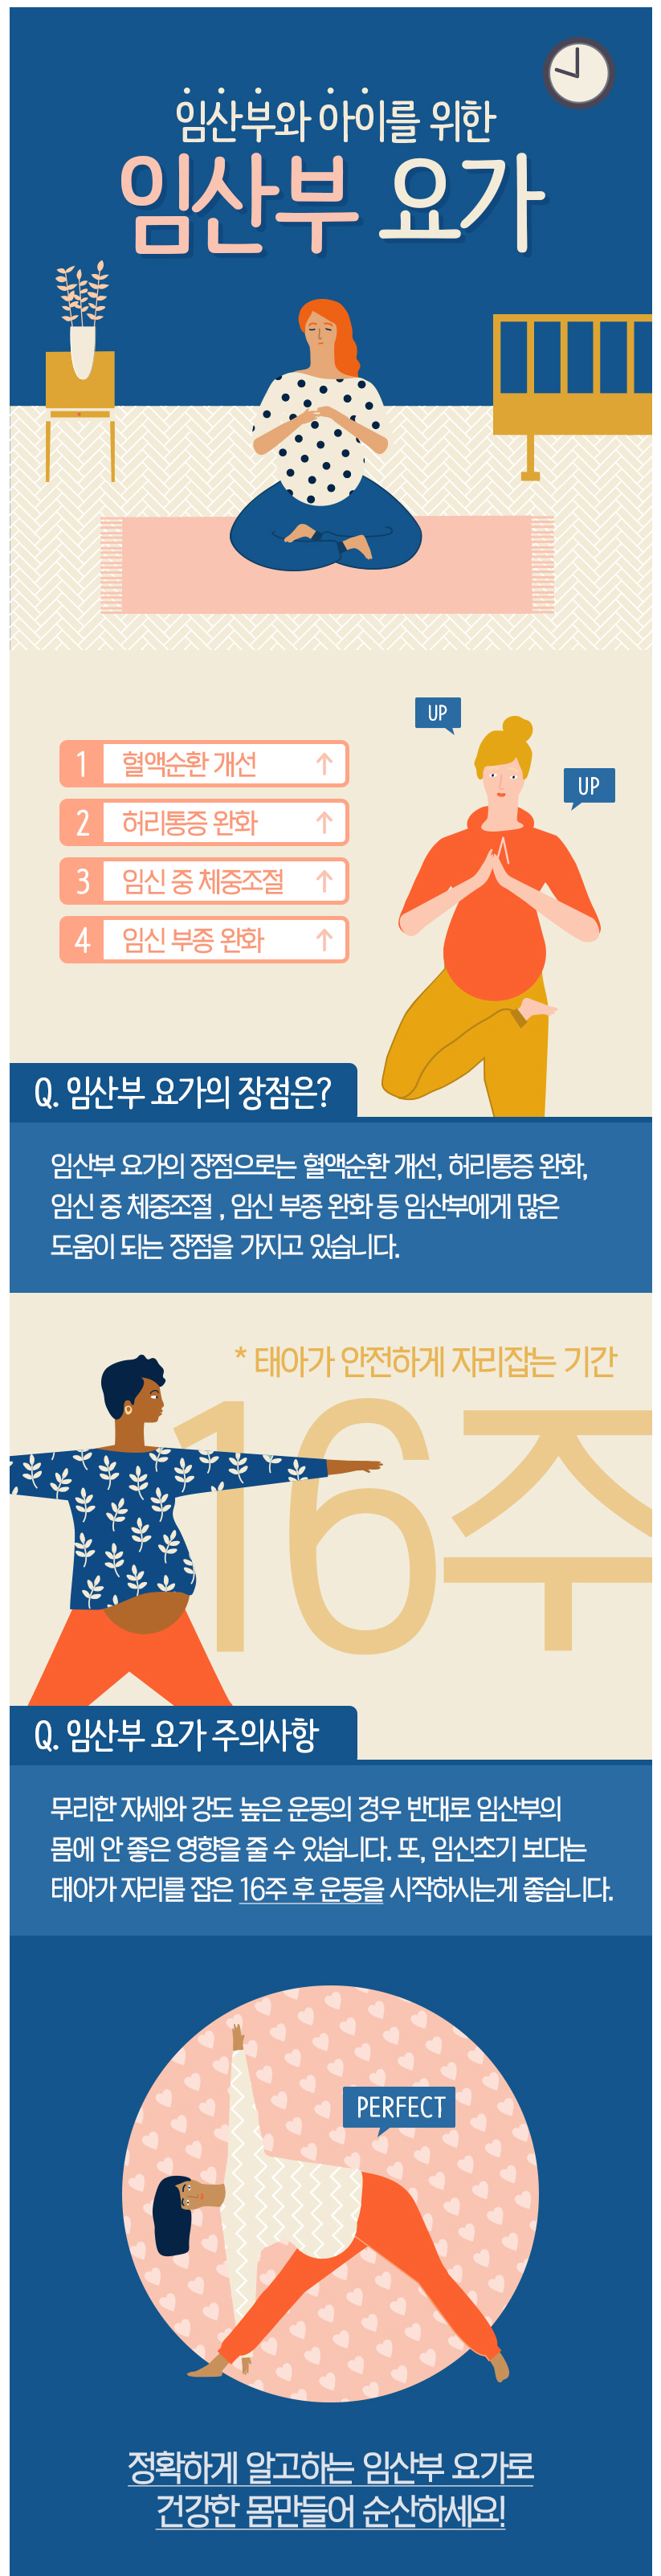 임산부와 아이를 위한
임산부 요가
UP
UP
1 혈액순환 개선 ↑
2 허리통증 완화 ↑
3 임신 중 체중조절 ↑
4 임신 부종 완화 ↑
Q. 임산부 요가의 장점은?
임산부 요가의 장점으로는 혈액순환 개선, 허리통증 완화,
임신 중 체중조절 , 임신 부종 완화 등 임산부에게 많은
도움이 되는 장점을 가지고 있습니다.
* 태아가 안전하게 자리잡는 기간
16주
Q. 임산부 요가 주의사항
무리한 자세와 강도 높은 운동의 경우 반대로 임산부의
몸에 안 좋은 영향을 줄 수 있습니다. 또, 임신초기 보다는
태아가 자리를 잡은 16주 후 운동을 시작하시는게 좋습니다.
PERFECT
정확하게 알고하는 임산부 요가로
건강한 몸만들어 순산하세요!